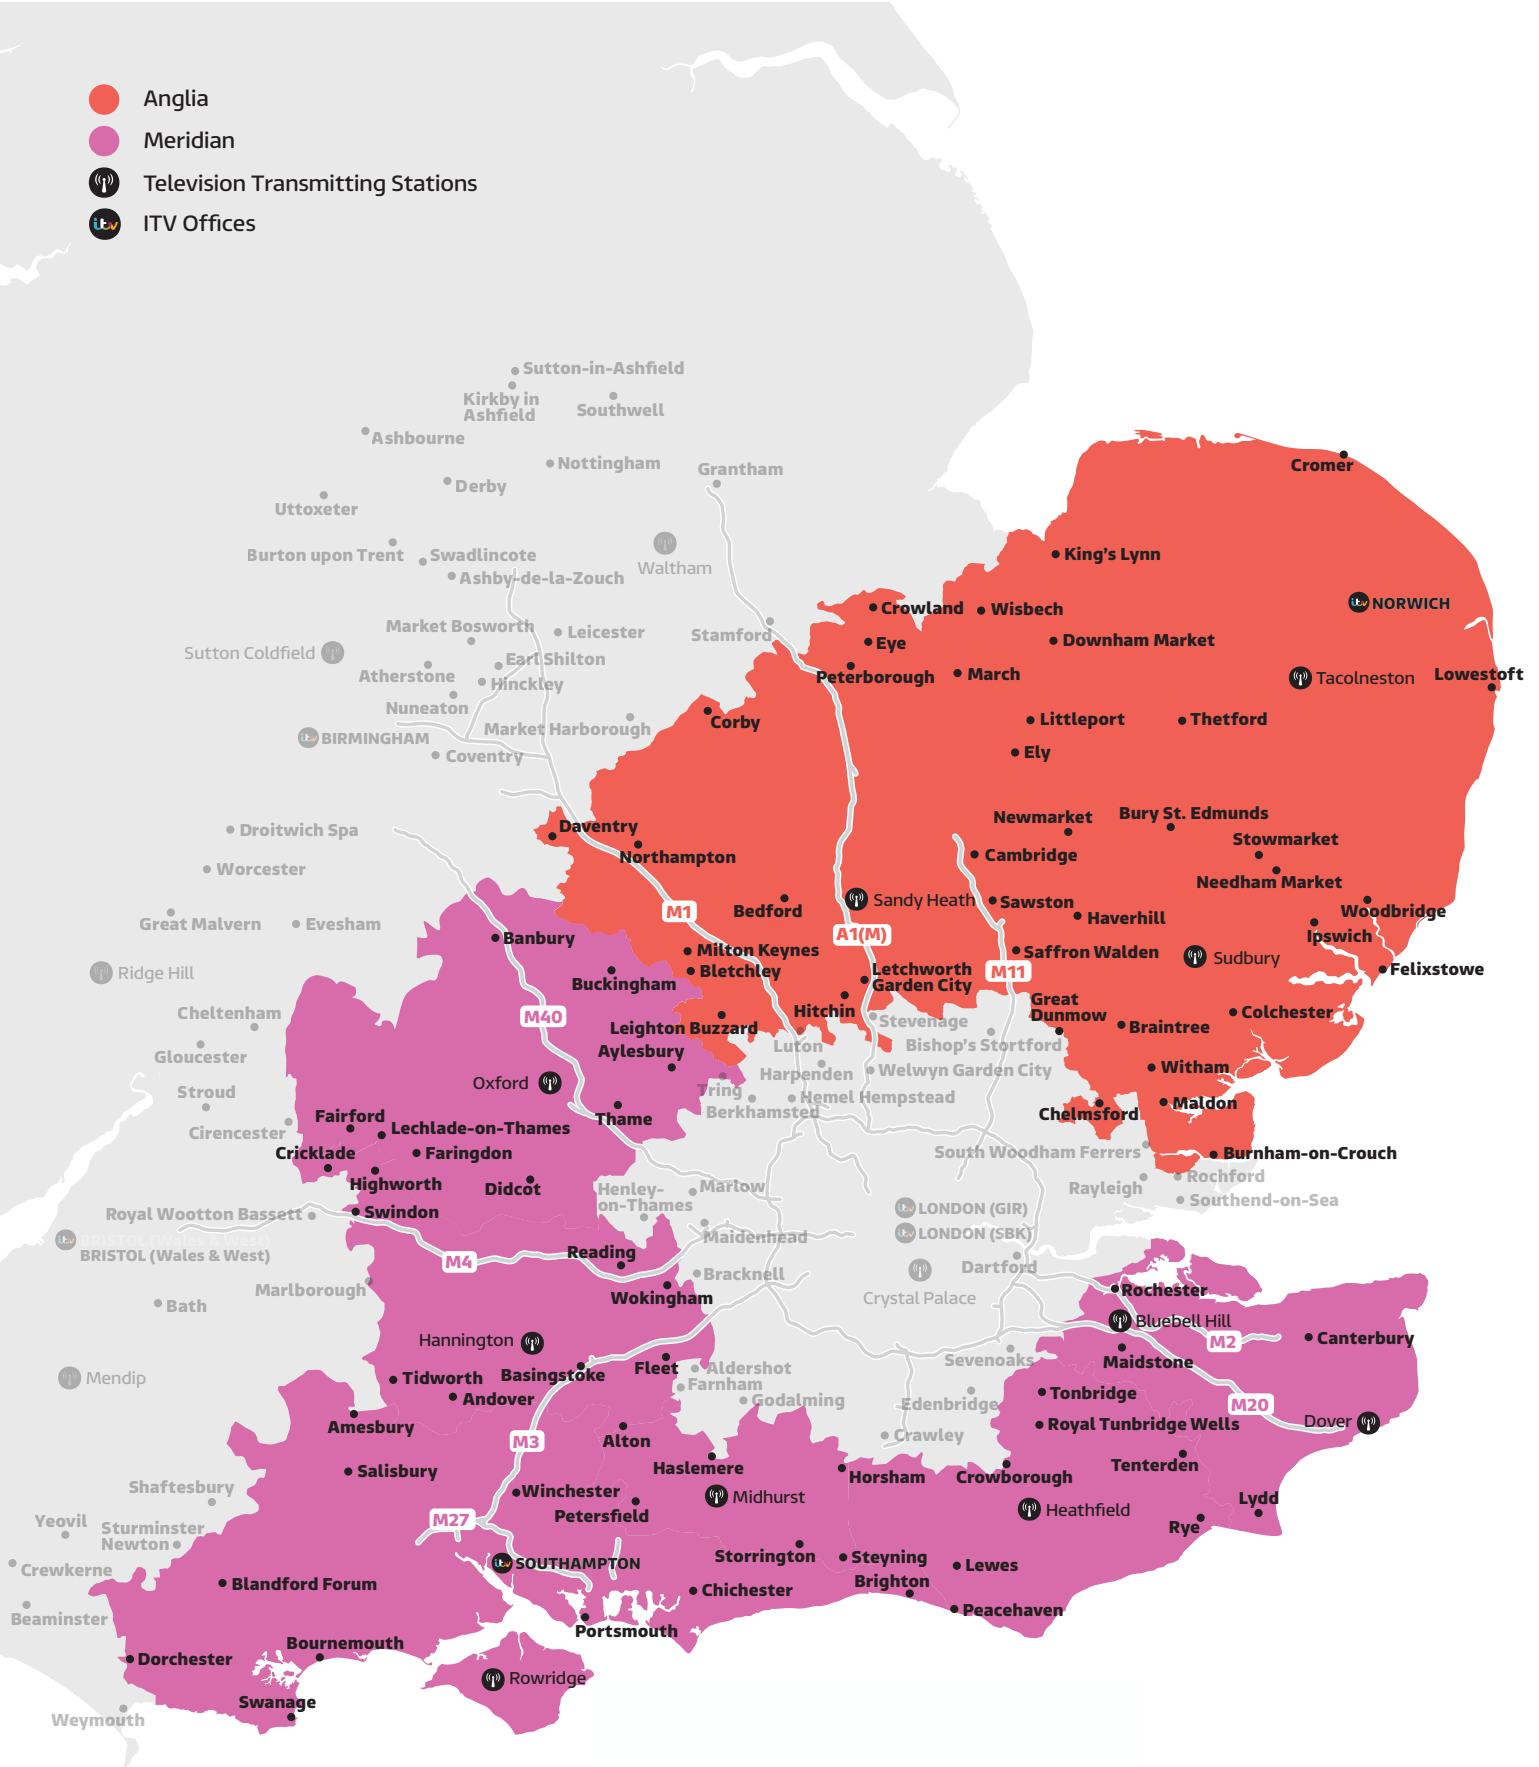 Anglia
Meridian
Television Transmitting Stations
itv ITV Offices
Sutton-in-Ashfield
Kirkby in
Ashfield
Southwell
Ashbourne
Nottingham
Grantham
Derby
Uttoxeter
Cromer
Burton upon Trent
Swadlincote
Waltham
Ashby-de-la-Zouch
King's Lynn
Crowland
Wisbech
itv NORWICH
Market Bosworth
Leicester
Stamford
Eye
Downham Market
Sutton Coldfield
Earl Shilton
Atherstone
Hinckley
Peterborough
March
Tacolneston
Lowestoft
Nuneaton
Market Harborough
Corby
Littleport
Thetford
itv BIRMINGHAM
Coventry
Ely
Droitwich Spa
Daventry
Newmarket
Bury St. Edmunds
Stowmarket
Northampton
Cambridge
Worcester
Needham Market
Sandy Heath
Sawston
Bedford
M1
Woodbridge
Great Malvern
Evesham
Haverhill
Ipswich
Banbury
A1(M)
Milton Keynes
Saffron Walden
Sudbury
Ridge Hill
Bletchley
Letchworth
Garden City
M11
Felixstowe
Buckingham
Great
Dunmow
Hitchin
Colchester
Cheltenham
M40
Leighton Buzzard
Stevenage
Braintree
Gloucester
Aylesbury
Luton
Bishop's Stortford
Witham
Harpenden
Welwyn Garden City
Oxford
Stroud
Tring
Berkhamsted
Hemel Hempstead
Maldon
Chelmsford
Fairford
Thame
Cirencester
Lechlade-on-Thames
Cricklade
Faringdon
South Woodham Ferrers
Burnham-on-Crouch
Highworth
Didcot
Henley-
on-Thames
Marlow
Rayleigh
Rochford
Southend-on-Sea
Royal Wootton Bassett
Swindon
itv LONDON (GIR)
itv LONDON (SBK)
itv BRISTOL (Wales & West)
BRISTOL (Wales & West)
Maidenhead
M4
Reading
Dartford
Marlborough
Bracknell
Wokingham
Crystal Palace
Rochester
Bath
Bluebell Hill
Hannington
M2
Canterbury
Sevenoaks
Maidstone
Mendip
Tidworth
Basingstoke
Fleet
Aldershot
Farnham
Andover
Godalming
Edenbridge
Tonbridge
M20
Amesbury
M3
Alton
Crawley
Royal Tunbridge Wells
Dover
Salisbury
Haslemere
Horsham
Crowborough
Tenterden
Shaftesbury
Winchester
Midhurst
Petersfield
Heathfield
Lydd
Yeovil
Sturminster
Newton
M27
Rye
Crewkerne
itv SOUTHAMPTON
Storrington
Steyning
Lewes
Blandford Forum
Chichester
Brighton
Beaminster
Peacehaven
Portsmouth
Bournemouth
Dorchester
Rowridge
Swanage
Weymouth